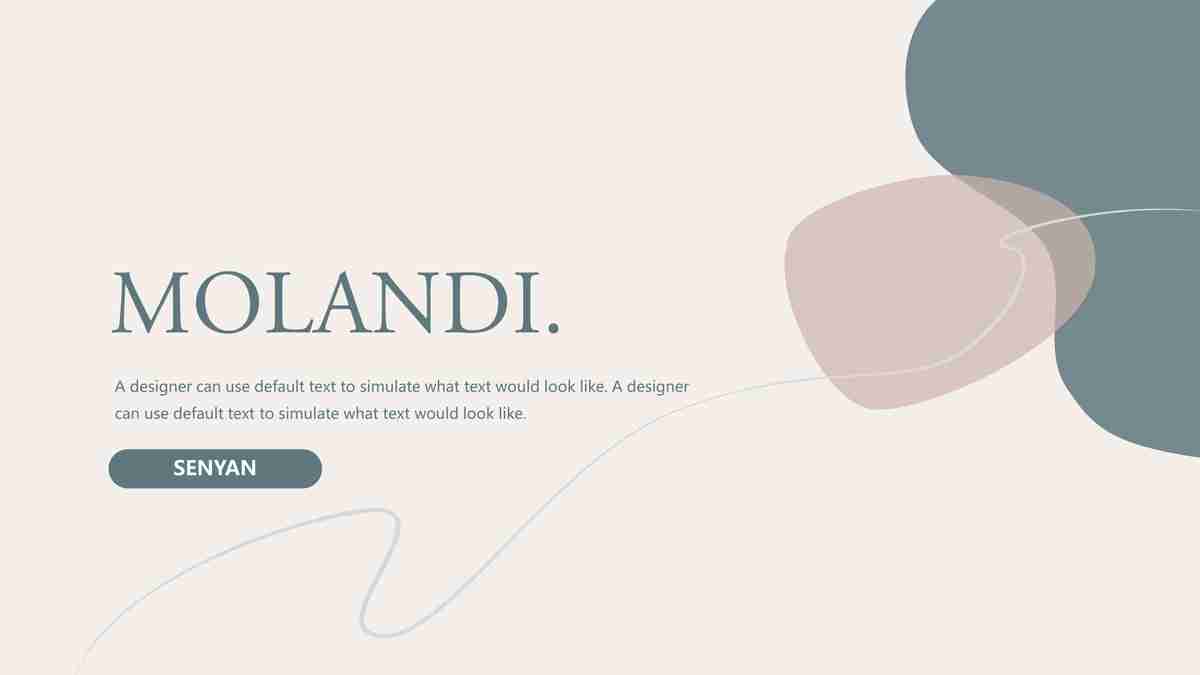 MOLANDI.
A designer can use default text to simulate what text would look like. A designer
can use default text to simulate what text would look like.
SENYAN